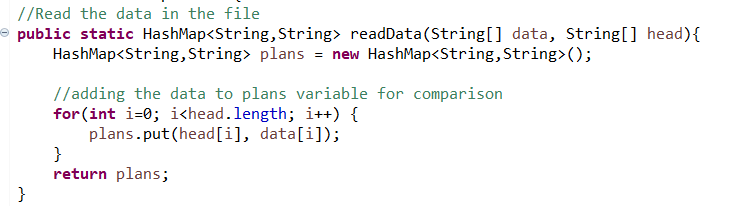 //Read the data in the file
public static HashMap<String,String> readData(String[] data, String[] head){
HashMap<String,String> plans = new HashMap<String,String>();
//adding the data to plans variable for comparison
for(int i=0; i<head.length; i++) {
plans.put(head[i], data[i]);
}
return plans;
}